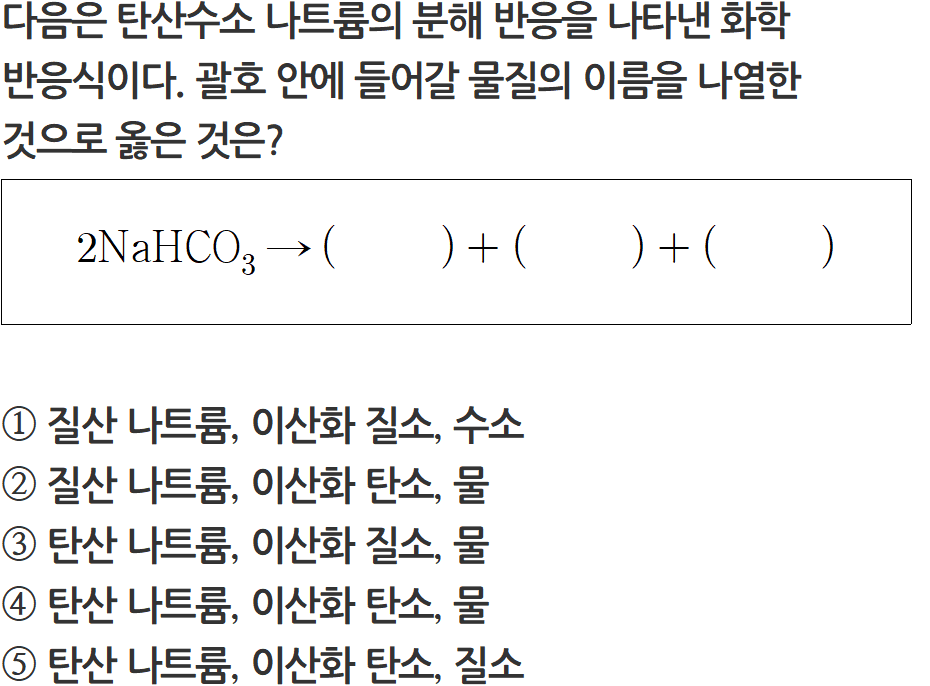 다음은 탄산수소 나트륨의 분해 반응을 나타낸 화학
반응식이다. 괄호 안에 들어갈 물질의 이름을 나열한
것으로 옳은 것은?
2NaHCO₃ → (          ) + (          ) + (          )
① 질산 나트륨, 이산화 질소, 수소
② 질산 나트륨, 이산화 탄소, 물
③ 탄산 나트륨, 이산화 질소, 물
④ 탄산 나트륨, 이산화 탄소, 물
⑤ 탄산 나트륨, 이산화 탄소, 질소